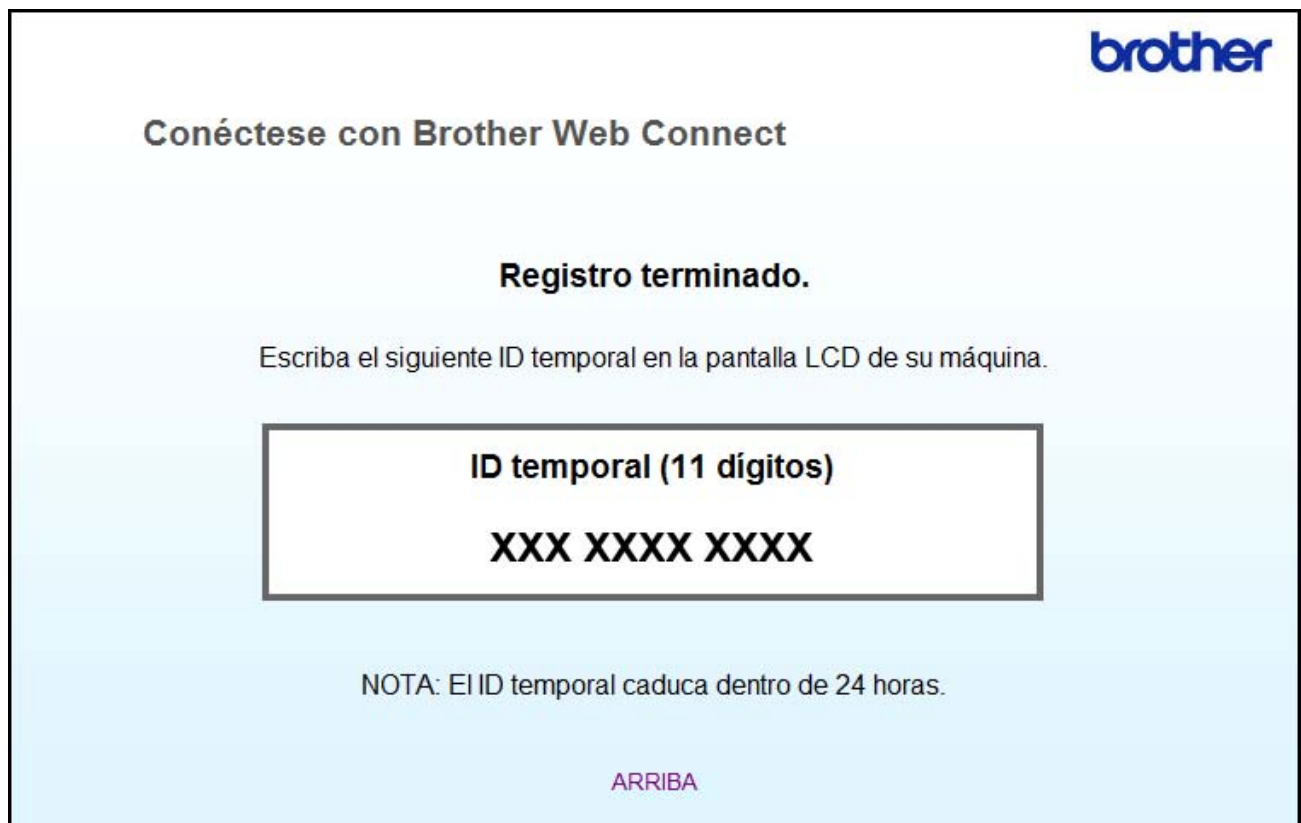 brother
Conéctese con Brother Web Connect
Registro terminado.
Escriba el siguiente ID temporal en la pantalla LCD de su máquina.
ID temporal (11 dígitos)
XXX XXXX XXXX
NOTA: El ID temporal caduca dentro de 24 horas.
ARRIBA